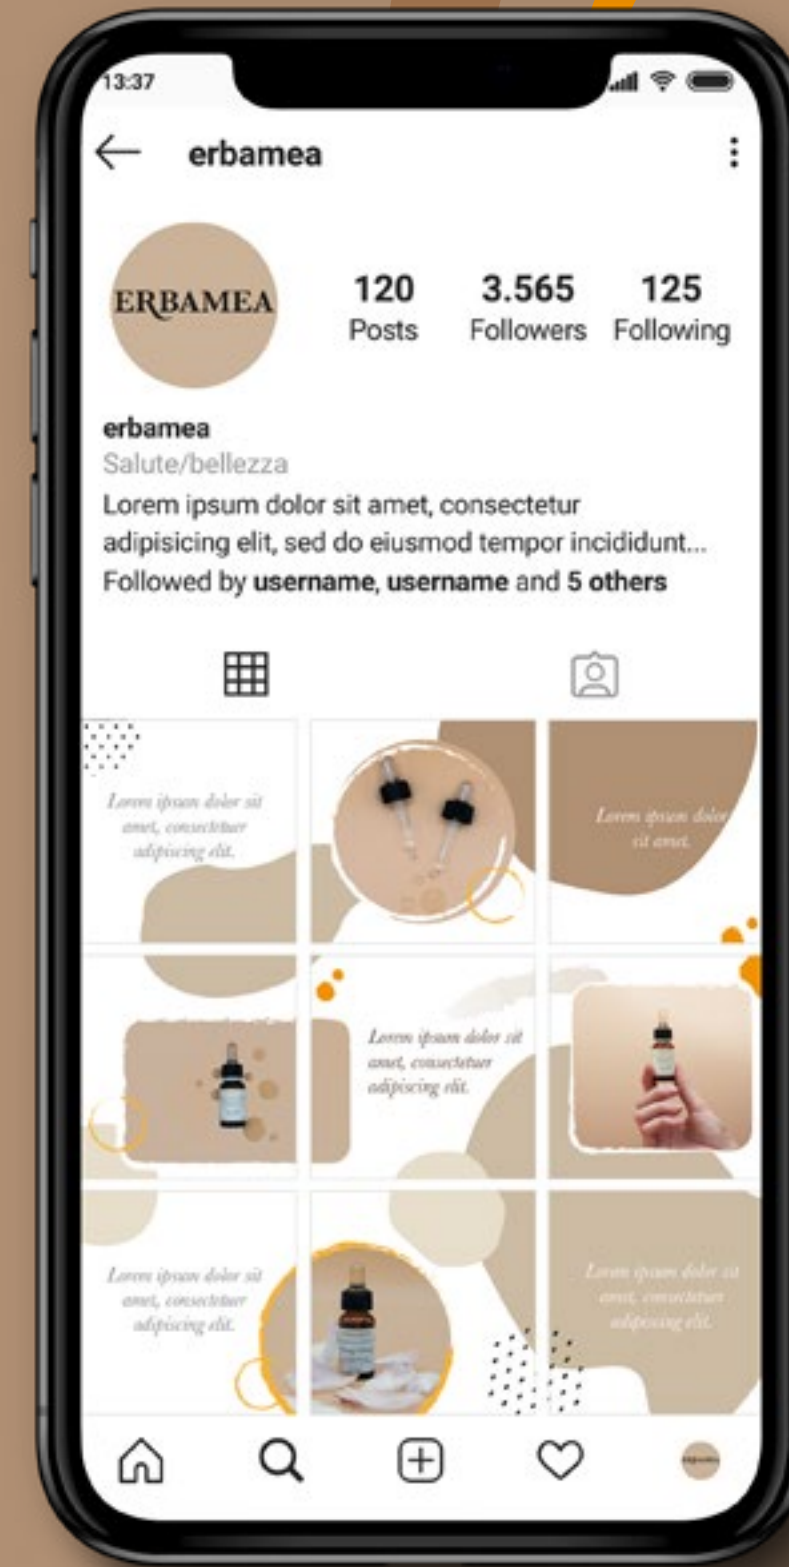 13:37
erbamea
ERBAMEA
120
Posts
3.565
Followers
125
Following
erbamea
Salute/bellezza
Lorem ipsum dolor sit amet, consectetur
adipisicing elit, sed do eiusmod tempor incididunt...
Followed by username, username and 5 others
Lorem ipsum dolor sit
amet, consectetuer
adipiscing elit.
Lorem ipsum dolor
sit amet.
Lorem ipsum dolor sit
amet, consectetuer
adipiscing elit.
Lorem ipsum dolor sit
amet, consectetuer
adipiscing elit.
Lorem ipsum dolor sit
amet, consectetuer
adipiscing elit.